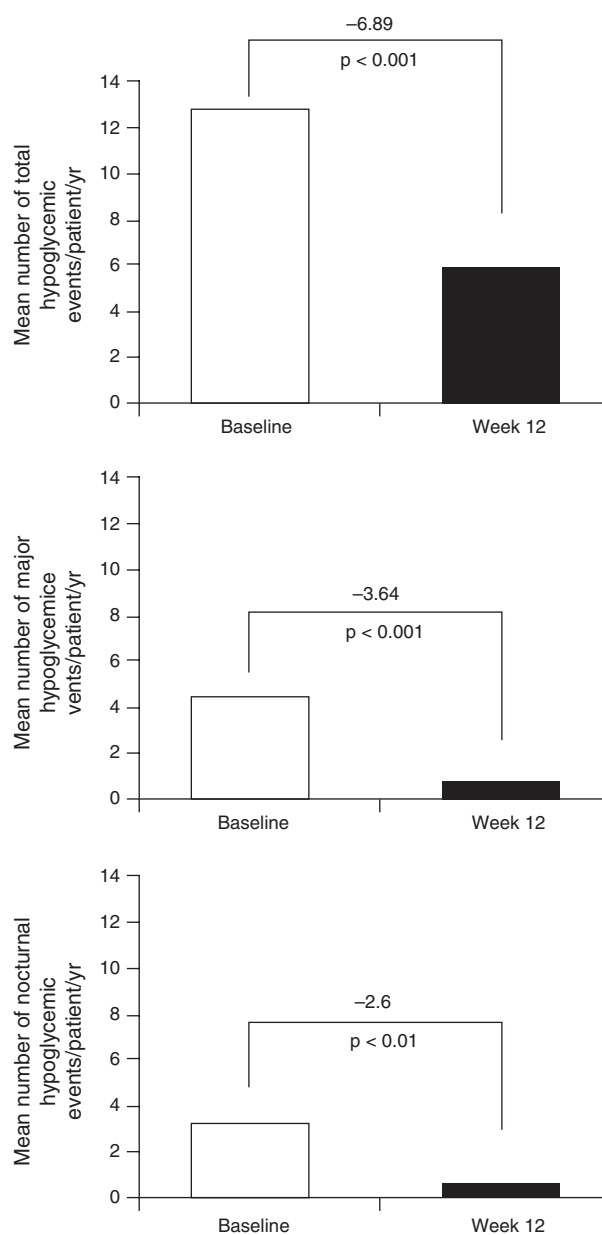 −6.89
p < 0.001
Mean number of total
hypoglycemic
events/patient/yr
14
12
10
8
6
4
2
0
Baseline
Week 12
−3.64
p < 0.001
Mean number of major
hypoglycemice
vents/patient/yr
14
12
10
8
6
4
2
0
Baseline
Week 12
−2.6
p < 0.01
Mean number of nocturnal
hypoglycemic
events/patient/yr
14
12
10
8
6
4
2
0
Baseline
Week 12